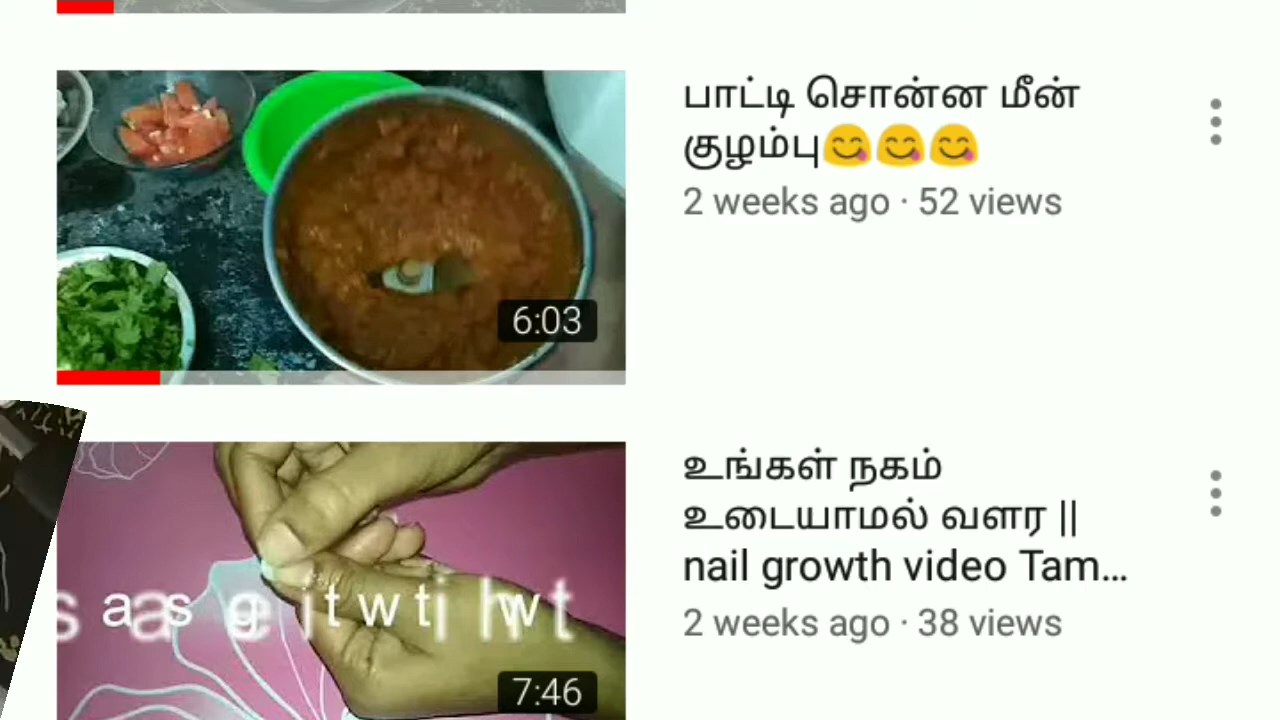 பாட்டி சொன்ன மீன்
குழம்பு😋😋😋
2 weeks ago · 52 views
6:03
உங்கள் நகம்
உடையாமல் வளர ||
nail growth video Tam...
2 weeks ago · 38 views
7:46